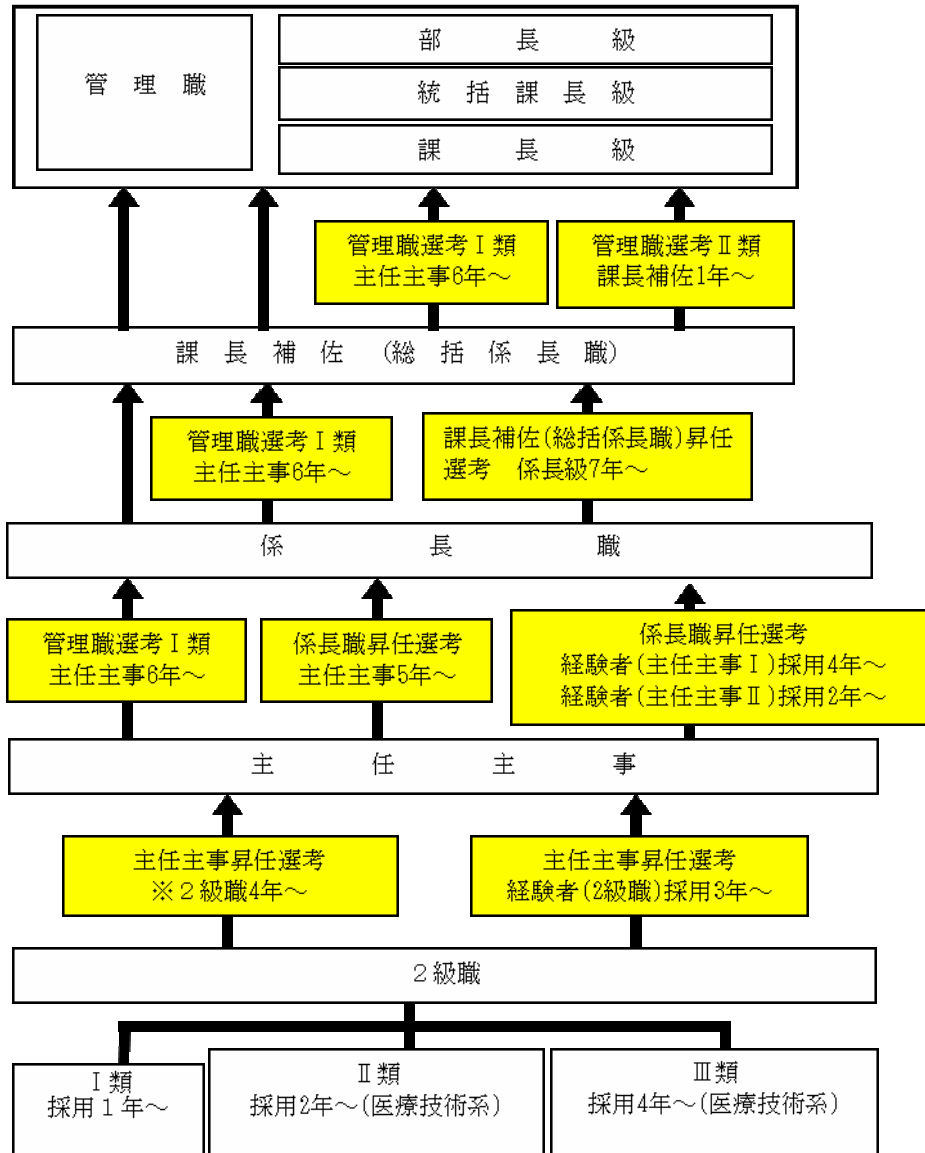 管理職
部長級
統括課長級
課長級
管理職選考Ⅰ類
主任主事6年～
管理職選考Ⅱ類
課長補佐1年～
課長補佐(総括係長職)
管理職選考Ⅰ類
主任主事6年～
課長補佐(総括係長職)昇任
選考　係長級7年～
係長職
管理職選考Ⅰ類
主任主事6年～
係長職昇任選考
主任主事5年～
係長職昇任選考
経験者(主任主事Ⅰ)採用4年～
経験者(主任主事Ⅱ)採用2年～
主任主事
主任主事昇任選考
※２級職4年～
主任主事昇任選考
経験者(2級職)採用3年～
２級職
Ⅰ類
採用１年～
Ⅱ類
採用2年～(医療技術系)
Ⅲ類
採用4年～(医療技術系)